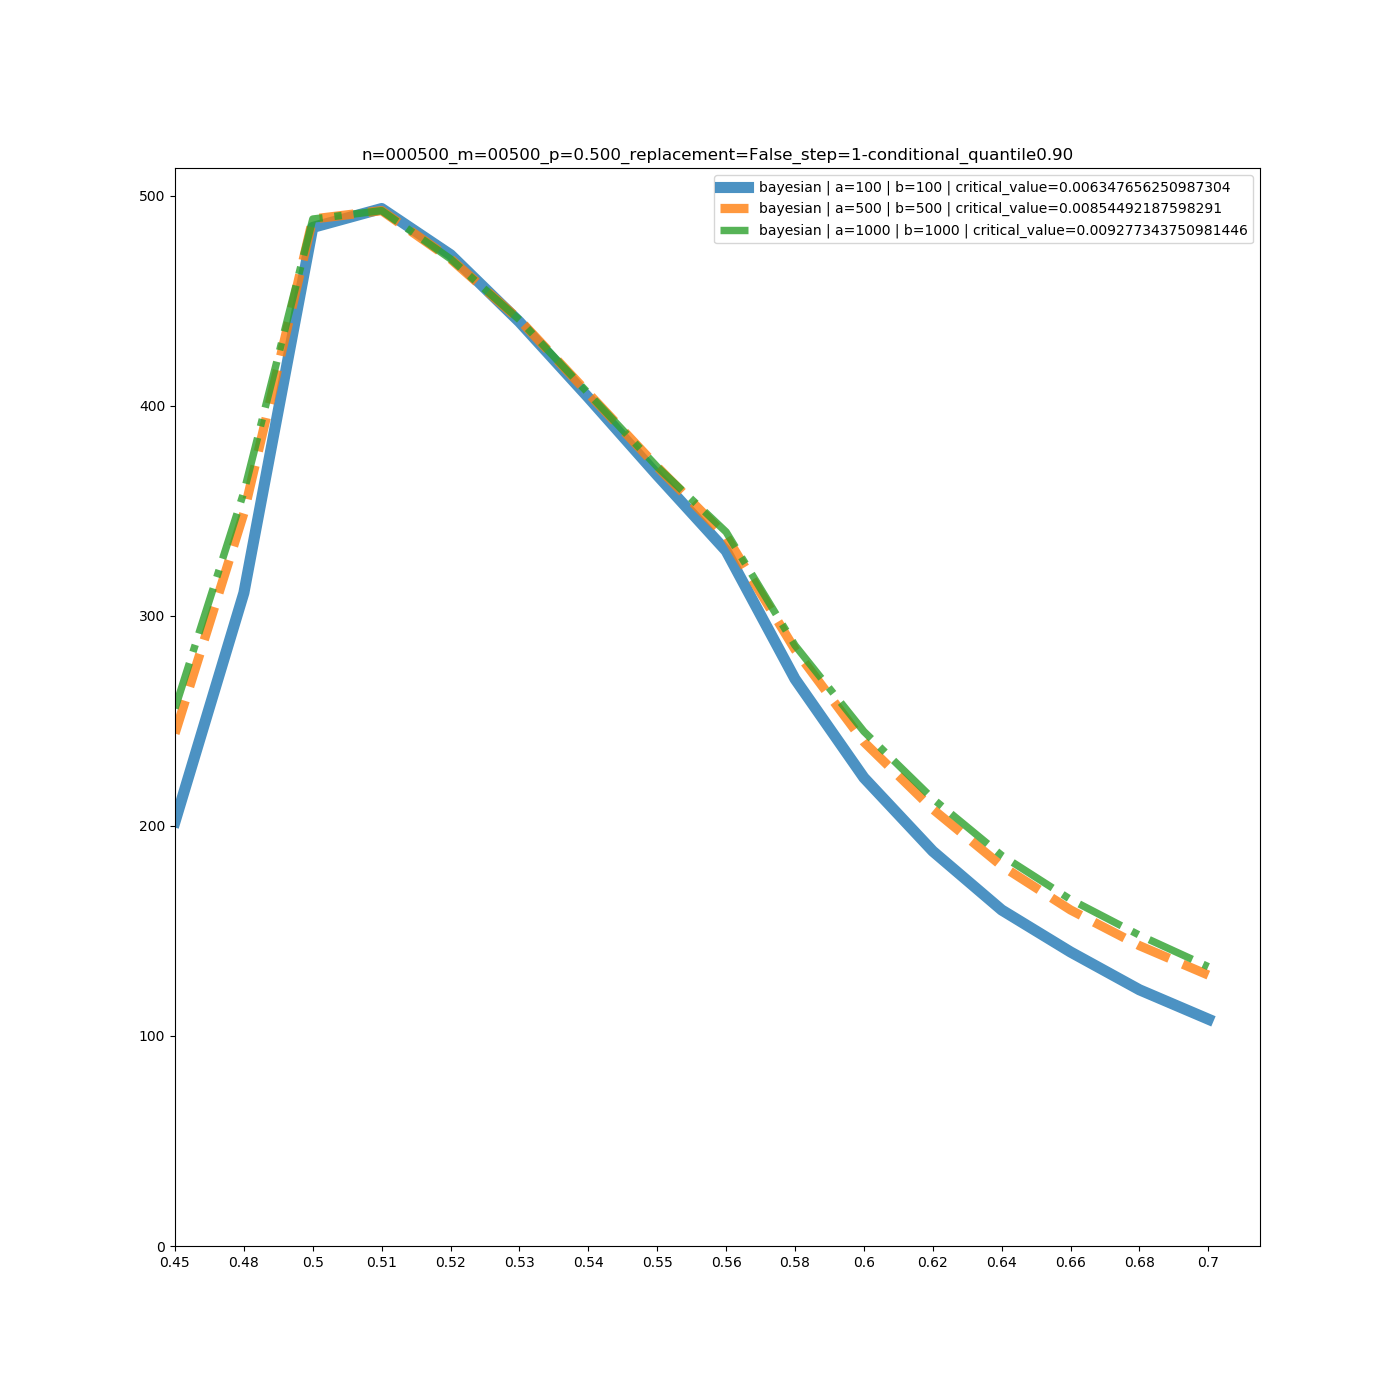 n=000500_m=00500_p=0.500_replacement=False_step=1-conditional_quantile0.90
bayesian | a=100 | b=100 | critical_value=0.006347656250987304
bayesian | a=500 | b=500 | critical_value=0.00854492187598291
bayesian | a=1000 | b=1000 | critical_value=0.009277343750981446
500
400
300
200
100
0
0.45 0.48 0.5 0.51 0.52 0.53 0.54 0.55 0.56 0.58 0.6 0.62 0.64 0.66 0.68 0.7